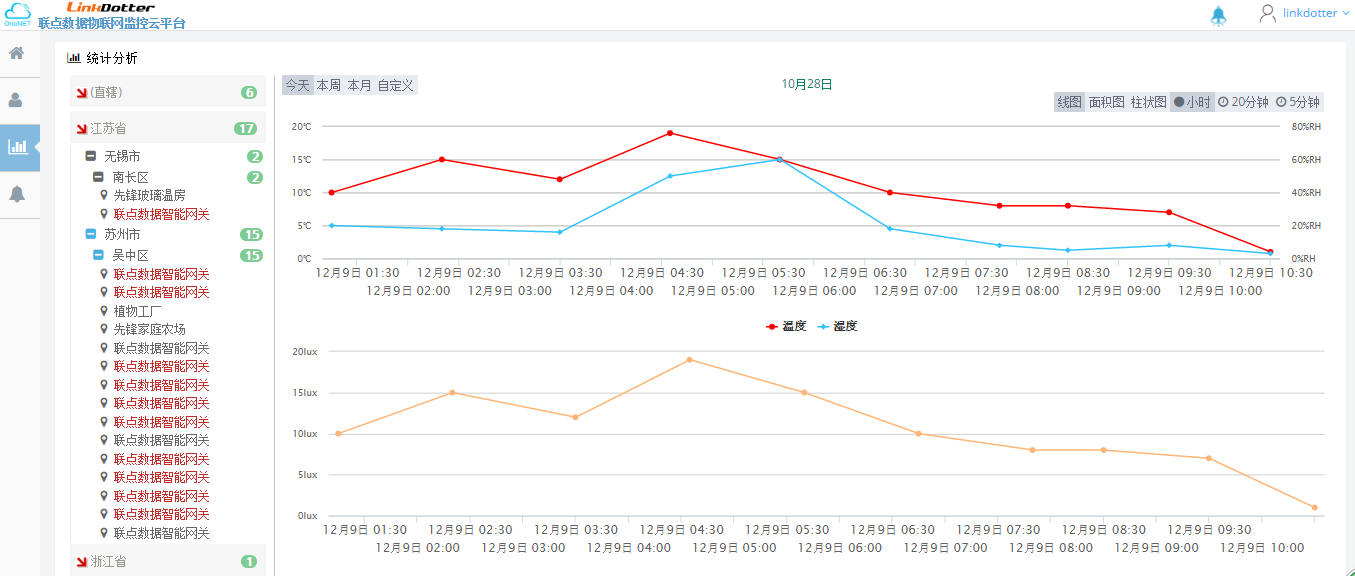 LinkDotter
OneNET
联点数据物联网监控云平台
linkdotter
统计分析
(直辖) 6
江苏省 17
无锡市 2
南长区 2
先锋玻璃温房
联点数据智能网关
苏州市 15
吴中区 15
联点数据智能网关
联点数据智能网关
植物工厂
先锋家庭农场
联点数据智能网关
联点数据智能网关
联点数据智能网关
联点数据智能网关
联点数据智能网关
联点数据智能网关
联点数据智能网关
联点数据智能网关
联点数据智能网关
联点数据智能网关
联点数据智能网关
浙江省 1
今天 本周 本月 自定义
10月28日
线图 面积图 柱状图 小时 20分钟 5分钟
20℃ 80%RH
15℃ 60%RH
10℃ 40%RH
5℃ 20%RH
0℃ 0%RH
12月9日 01:30 12月9日 02:30 12月9日 03:30 12月9日 04:30 12月9日 05:30 12月9日 06:30 12月9日 07:30 12月9日 08:30 12月9日 09:30 12月9日 10:30
12月9日 02:00 12月9日 03:00 12月9日 04:00 12月9日 05:00 12月9日 06:00 12月9日 07:00 12月9日 08:00 12月9日 09:00 12月9日 10:00
温度 湿度
20lux
15lux
10lux
5lux
0lux
12月9日 01:30 12月9日 02:30 12月9日 03:30 12月9日 04:30 12月9日 05:30 12月9日 06:30 12月9日 07:30 12月9日 08:30 12月9日 09:30
12月9日 02:00 12月9日 03:00 12月9日 04:00 12月9日 05:00 12月9日 06:00 12月9日 07:00 12月9日 08:00 12月9日 09:00 12月9日 10:00